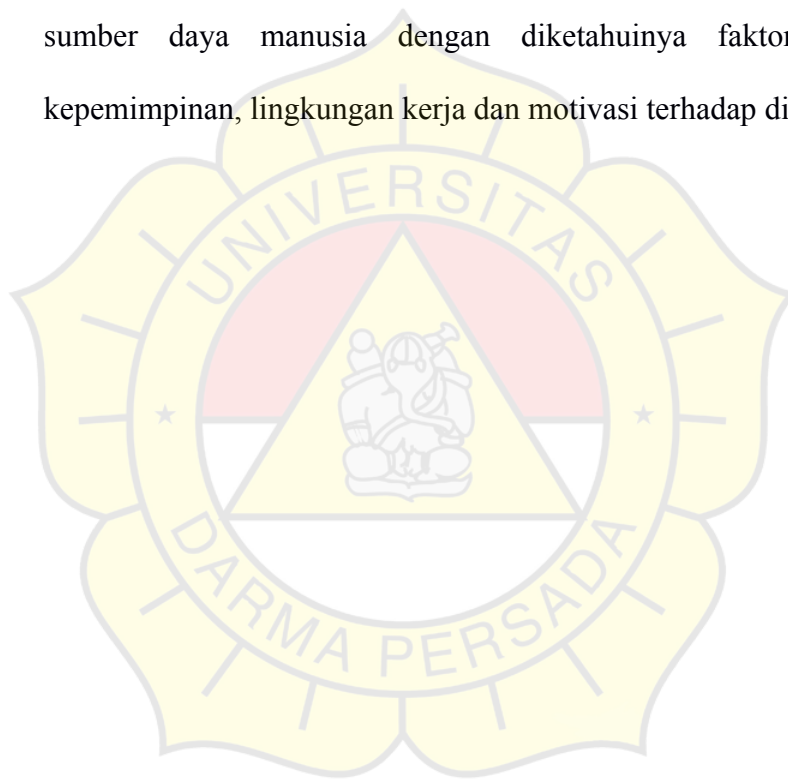 sumber daya manusia dengan diketahuinya faktor
kepemimpinan, lingkungan kerja dan motivasi terhadap di
UNIVERSITAS
DARMA PERSADA